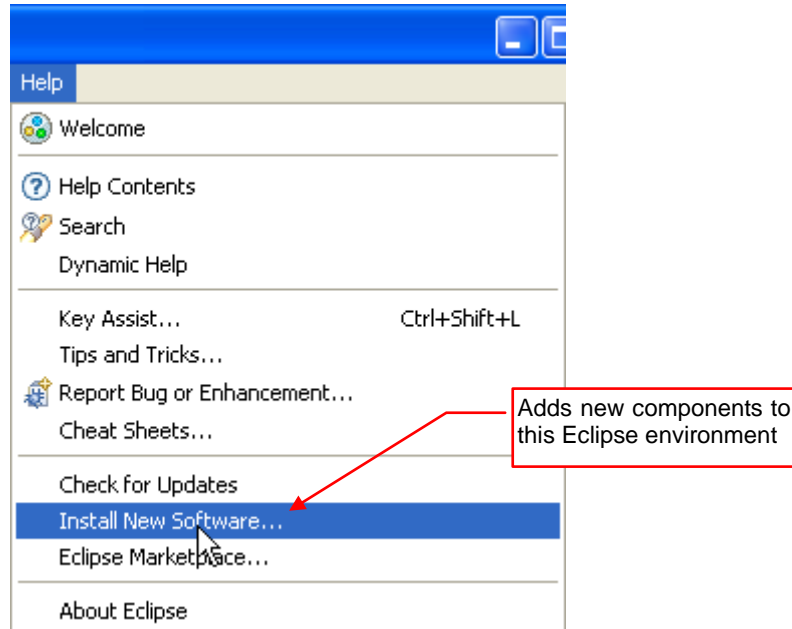 Help
Welcome
Help Contents
Search
Dynamic Help
Key Assist... Ctrl+Shift+L
Tips and Tricks...
Report Bug or Enhancement...
Cheat Sheets...
Adds new components to
this Eclipse environment
Check for Updates
Install New Software...
Eclipse Marketplace...
About Eclipse